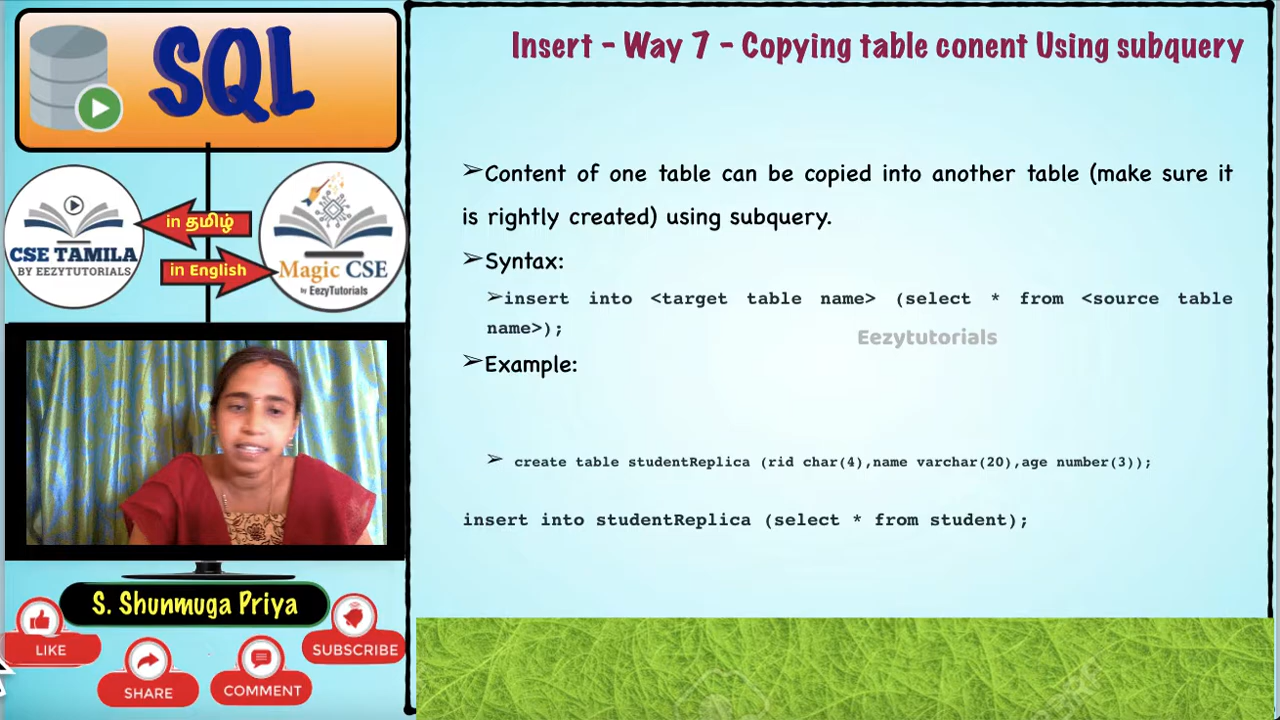 SQL
Insert - Way 7 - Copying table conent Using subquery
in தமிழ்
CSE TAMILA
BY EEZYTUTORIALS
in English
Magic CSE
by EezyTutorials
➢Content of one table can be copied into another table (make sure it
is rightly created) using subquery.
➢Syntax:
➢insert into <target table name> (select * from <source table
name>);
Eezytutorials
➢Example:
➢ create table studentReplica (rid char(4),name varchar(20),age number(3));
insert into studentReplica (select * from student);
S. Shunmuga Priya
LIKE
SHARE
COMMENT
SUBSCRIBE